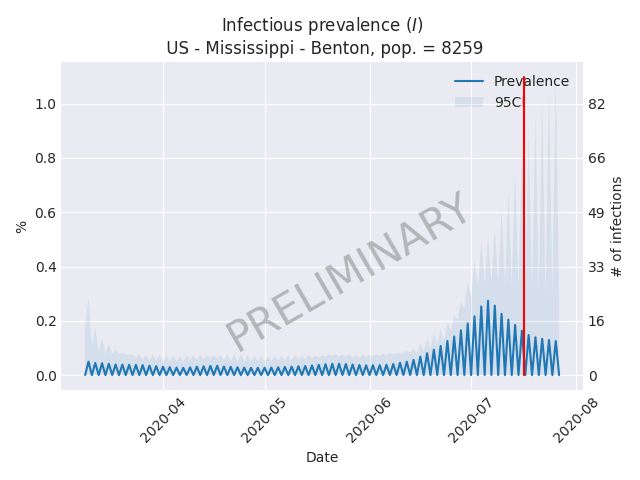 Infectious prevalence (I)
US - Mississippi - Benton, pop. = 8259
Prevalence
95CI
1.0
0.8
0.6
0.4
0.2
0.0
%
82
66
49
33
16
0
# of infections
PRELIMINARY
2020-04
2020-05
2020-06
2020-07
2020-08
Date